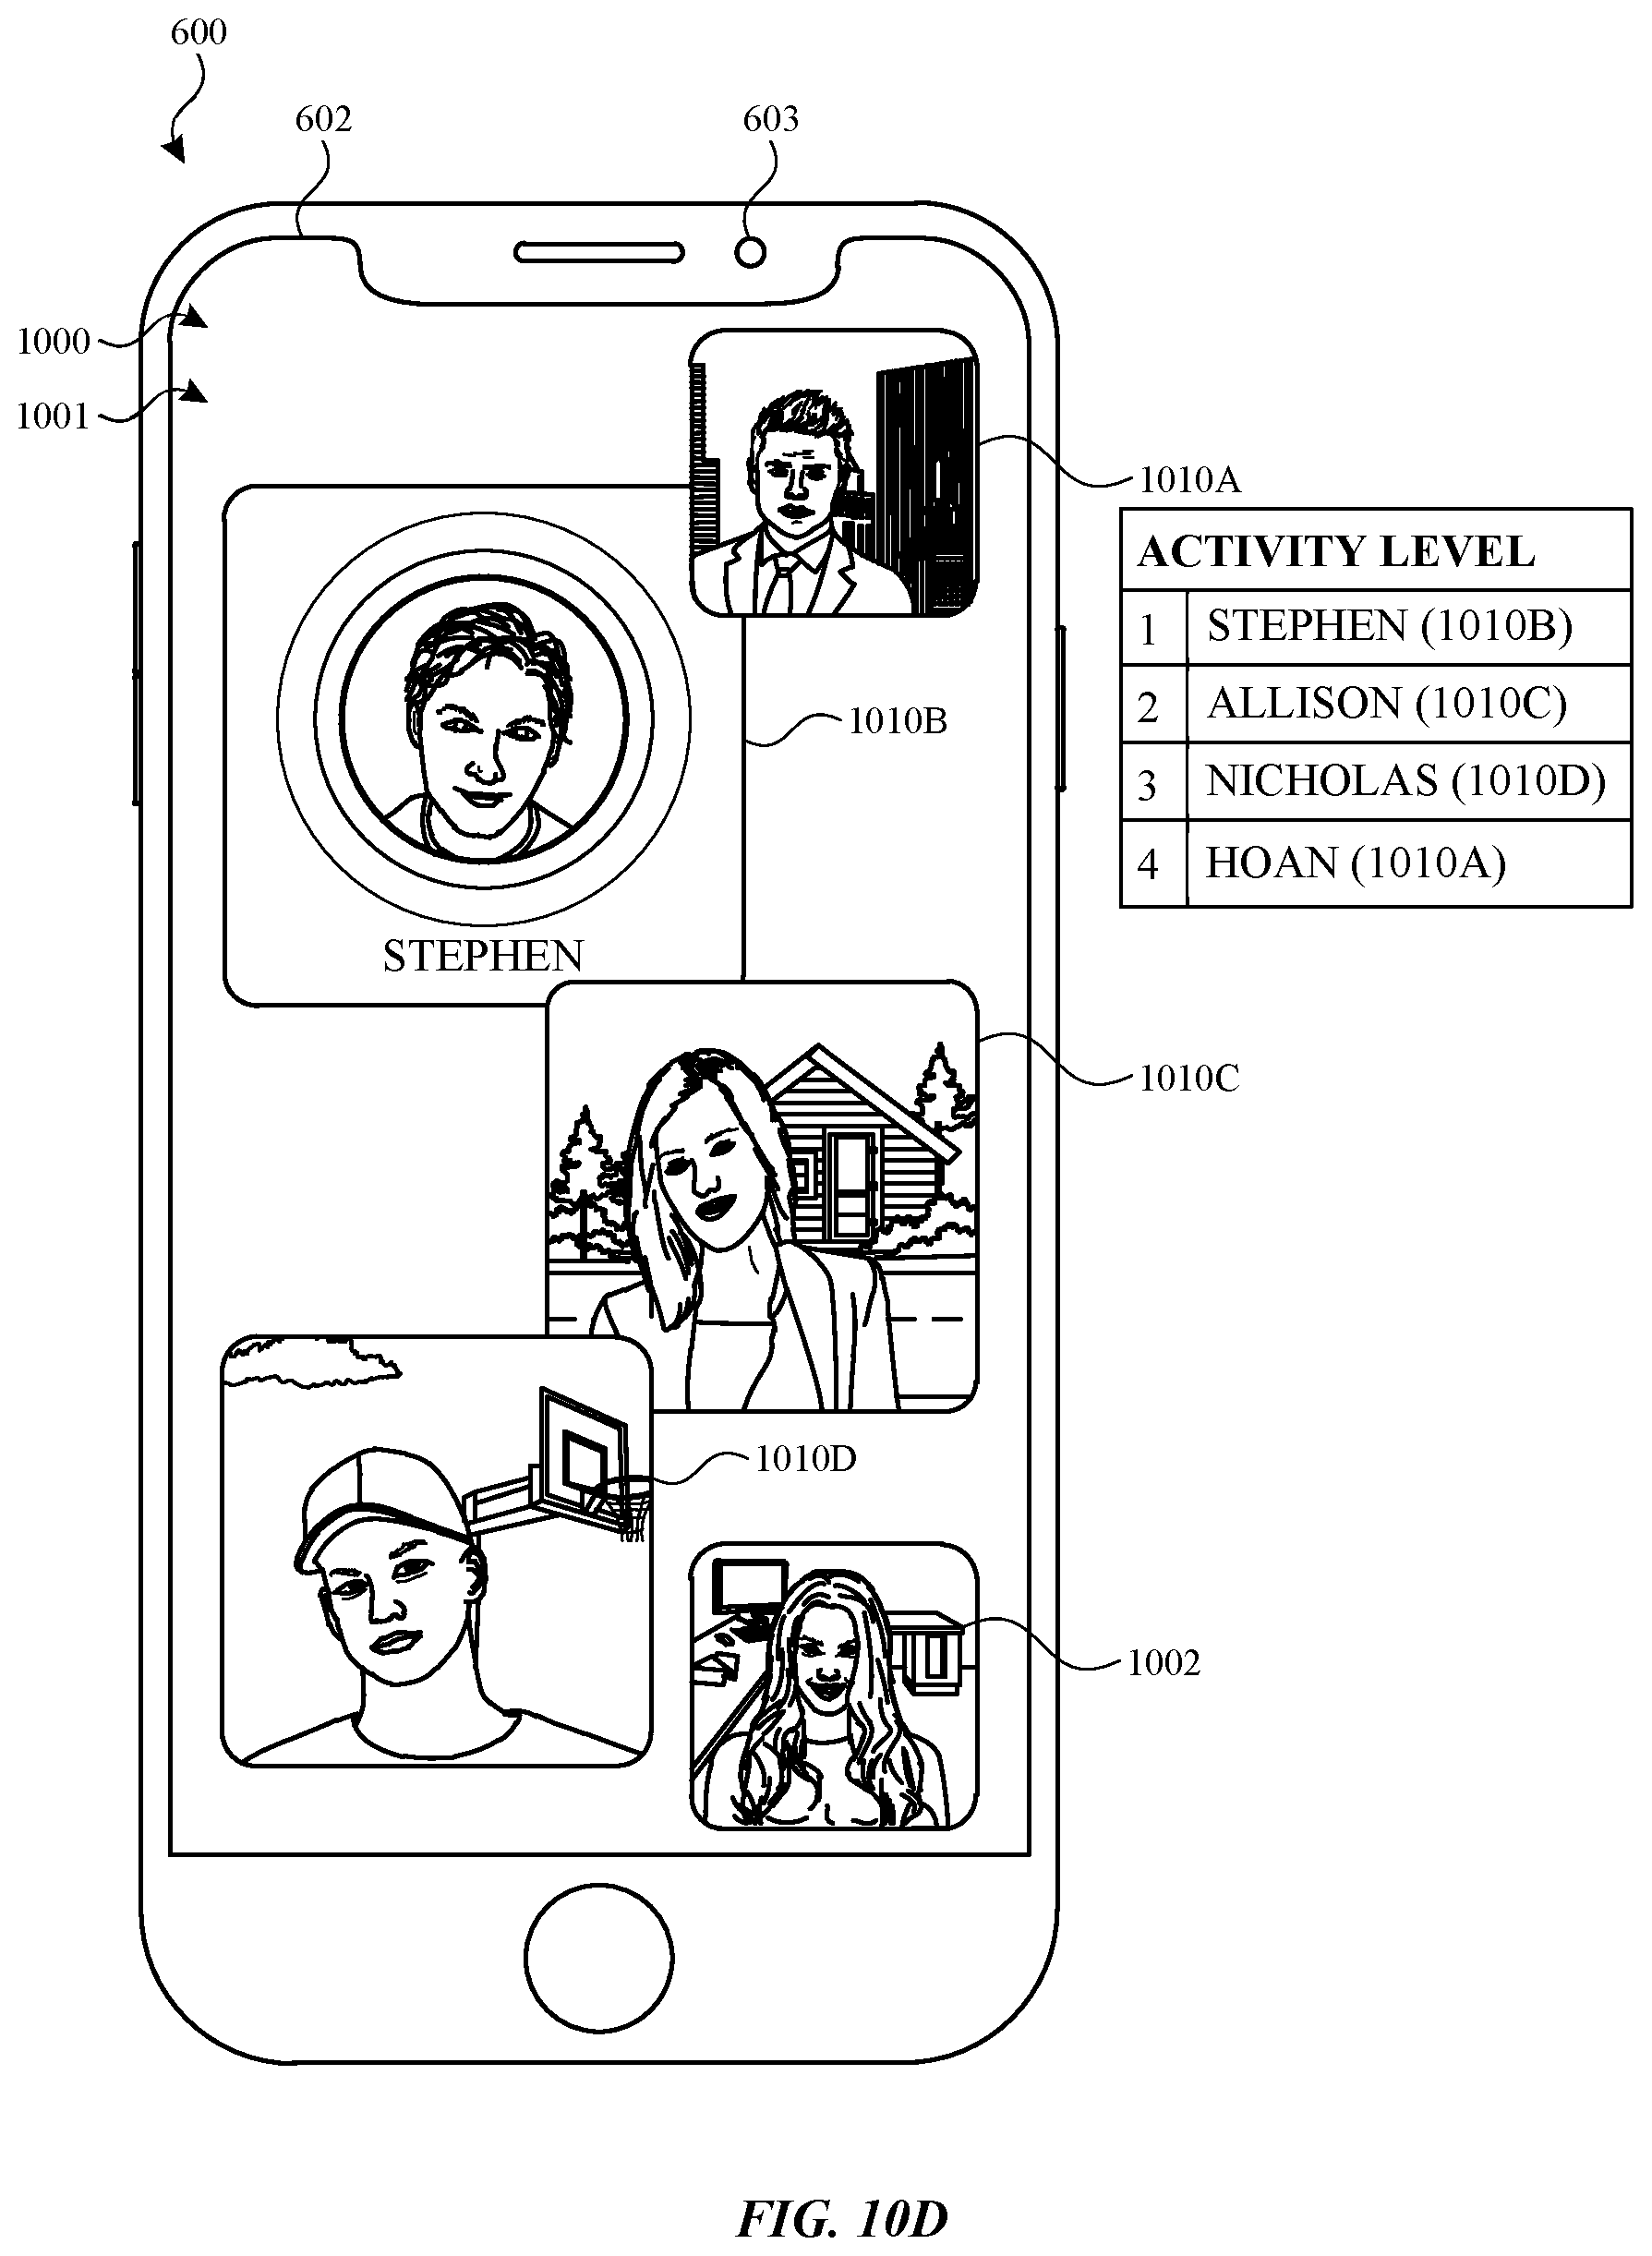 600
602
603
1000
1001
1010A
ACTIVITY LEVEL
1 STEPHEN (1010B)
2 ALLISON (1010C)
3 NICHOLAS (1010D)
4 HOAN (1010A)
1010B
STEPHEN
1010C
1010D
1002
FIG. 10D